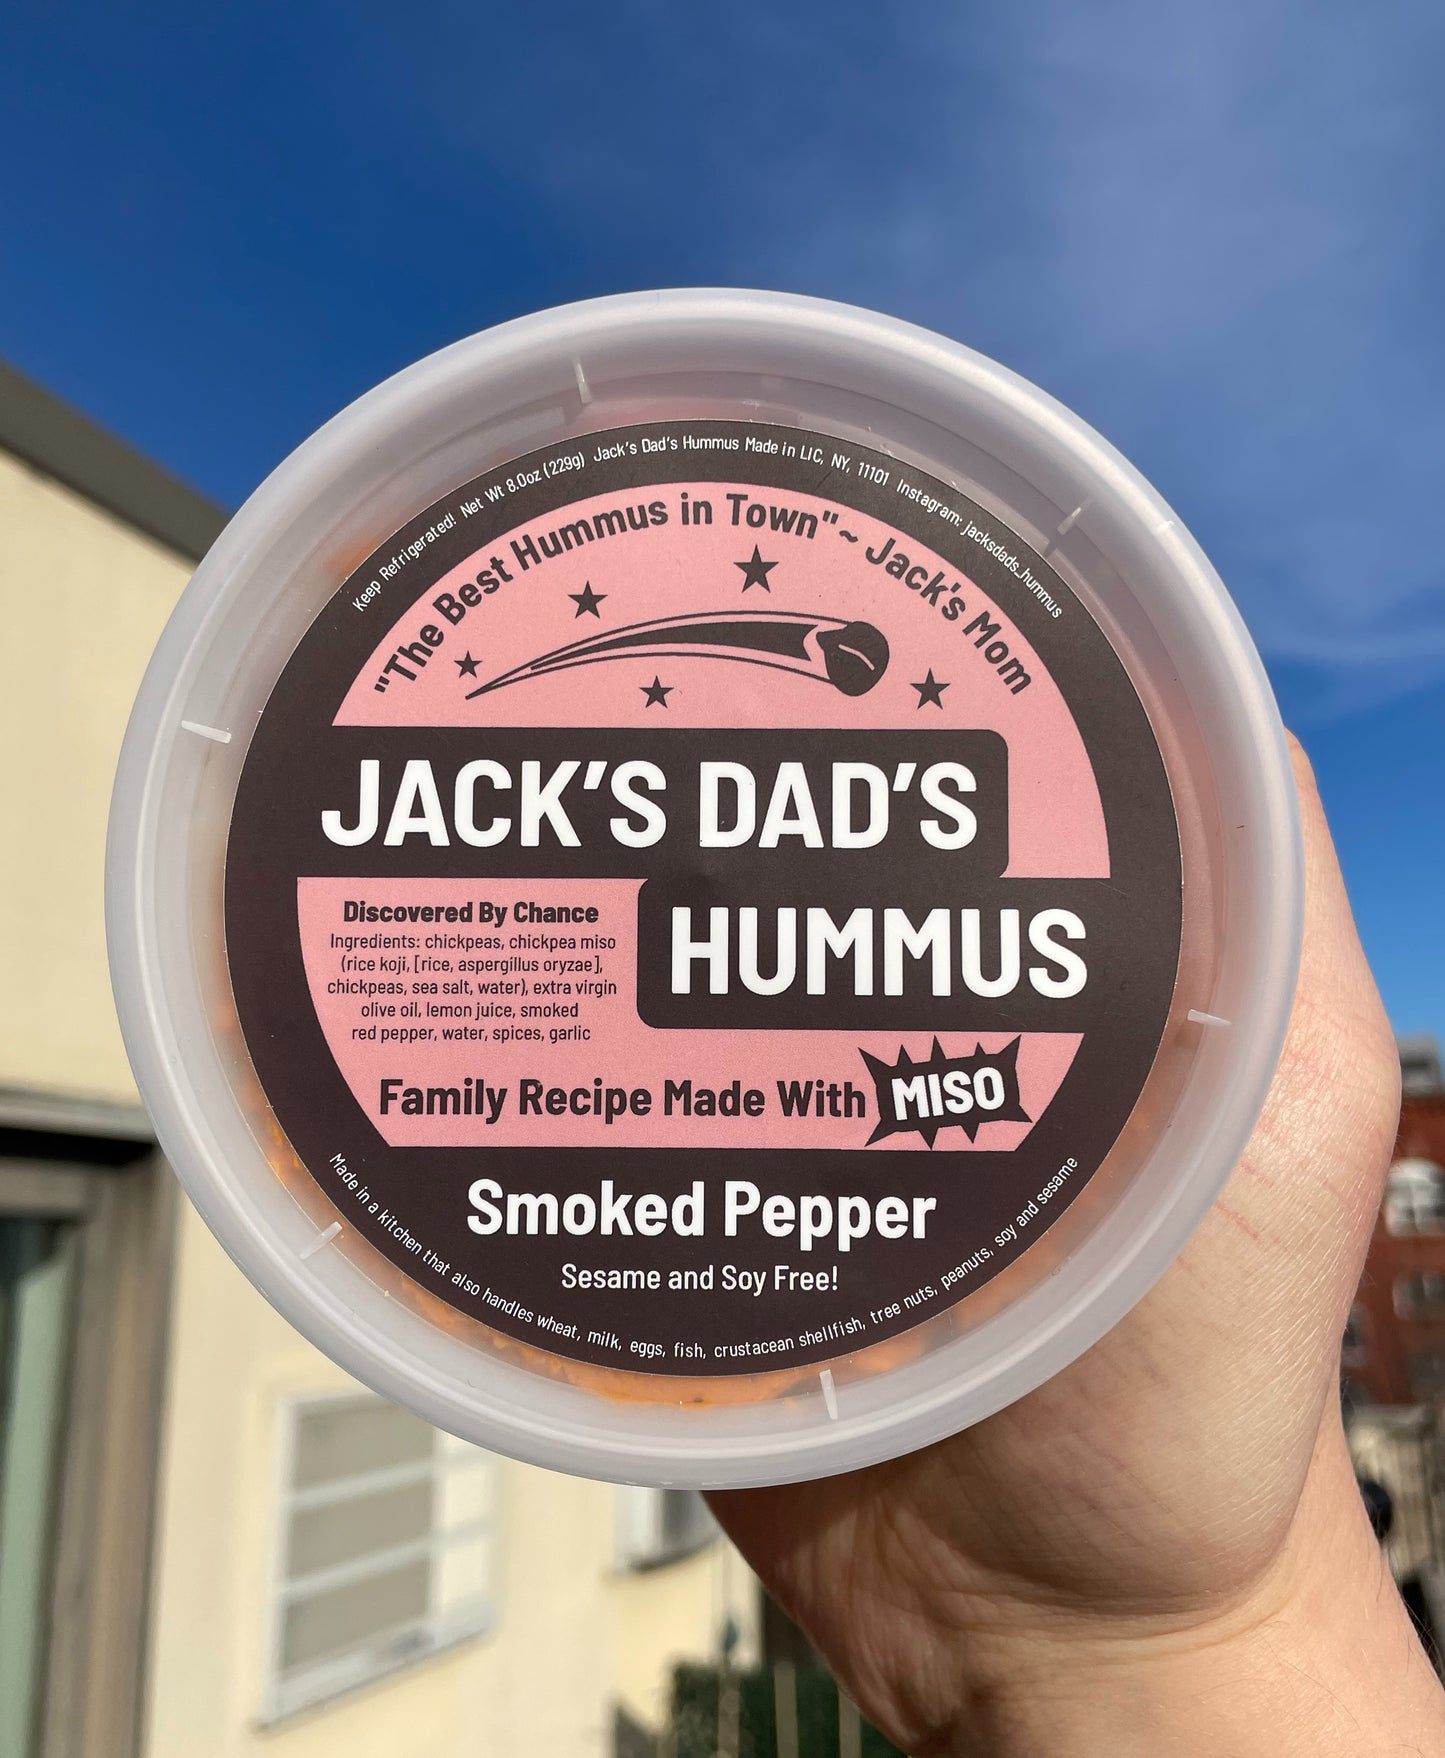 Keep Refrigerated! Net Wt 8.0oz (229g) Jack's Dad's Hummus Made in LIC, NY, 11101 Instagram: jacksdads_hummus
"The Best Hummus in Town"~ Jack's Mom
JACK'S DAD'S
HUMMUS
Discovered By Chance
Ingredients: chickpeas, chickpea miso
(rice koji, [rice, aspergillus oryzae],
chickpeas, sea salt, water), extra virgin
olive oil, lemon juice, smoked
red pepper, water, spices, garlic
Family Recipe Made With MISO
Smoked Pepper
Sesame and Soy Free!
Made in a kitchen that also handles wheat, milk, eggs, fish, crustacean shellfish, tree nuts, peanuts, soy and sesame